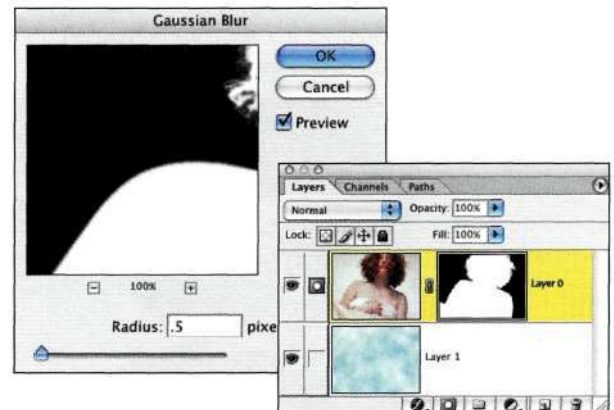 Gaussian Blur
OK
Cancel
Preview
100%
Radius: .5 pixe
Layers Channels Paths
Normal Opacity: 100%
Lock: Fill: 100%
Layer 0
Layer 1